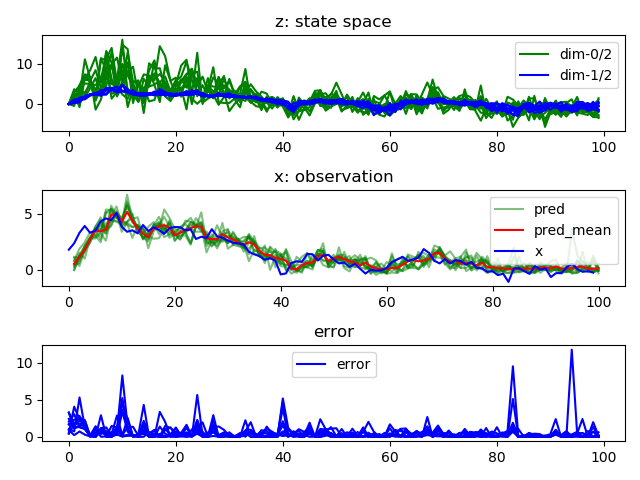 z: state space
10
0
dim-0/2
dim-1/2
0 20 40 60 80 100
x: observation
5
0
pred
pred_mean
x
0 20 40 60 80 100
error
10
5
0
error
0 20 40 60 80 100